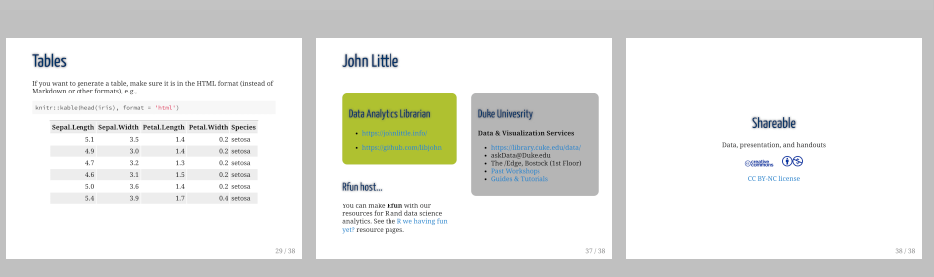 Tables
If you want to generate a table, make sure it is in the HTML format (instead of
Markdown or other formats), e.g.
knitr::kable(head(iris), format = 'html')
Sepal.Length Sepal.Width Petal.Length Petal.Width Species
5.1 3.5 1.4 0.2 setosa
4.9 3.0 1.4 0.2 setosa
4.7 3.2 1.3 0.2 setosa
4.6 3.1 1.5 0.2 setosa
5.0 3.6 1.4 0.2 setosa
5.4 3.9 1.7 0.4 setosa
29 / 38
John Little
Data Analytics Librarian
https://johnlittle.info/
https://github.com/libjohn
Rfun host...
You can make Rfun with our
resources for R and data science
analytics. See the R we having fun
yet? resource pages.
Duke Univesrity
Data & Visualization Services
https://library.duke.edu/data/
askData@Duke.edu
The /Edge, Bostock (1st Floor)
Past Workshops
Guides & Tutorials
37 / 38
Shareable
Data, presentation, and handouts
creative commons
CC BY-NC license
38 / 38